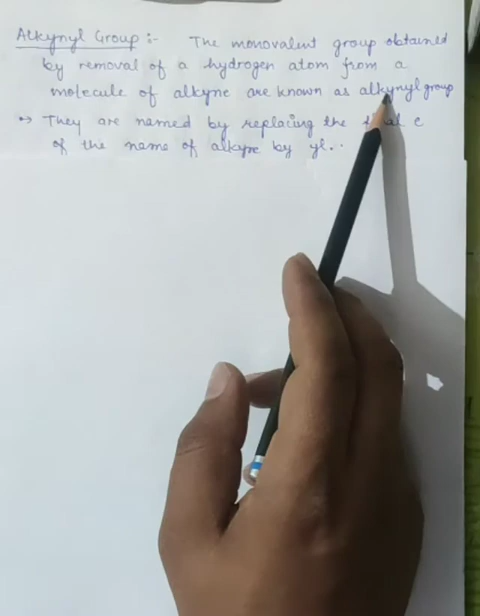 Alkynyl Group :- The monovalent group obtained
by removal of a hydrogen atom from a
molecule of alkyne are known as alkynyl group
→ They are named by replacing the e
of the name of alkyne by yl..